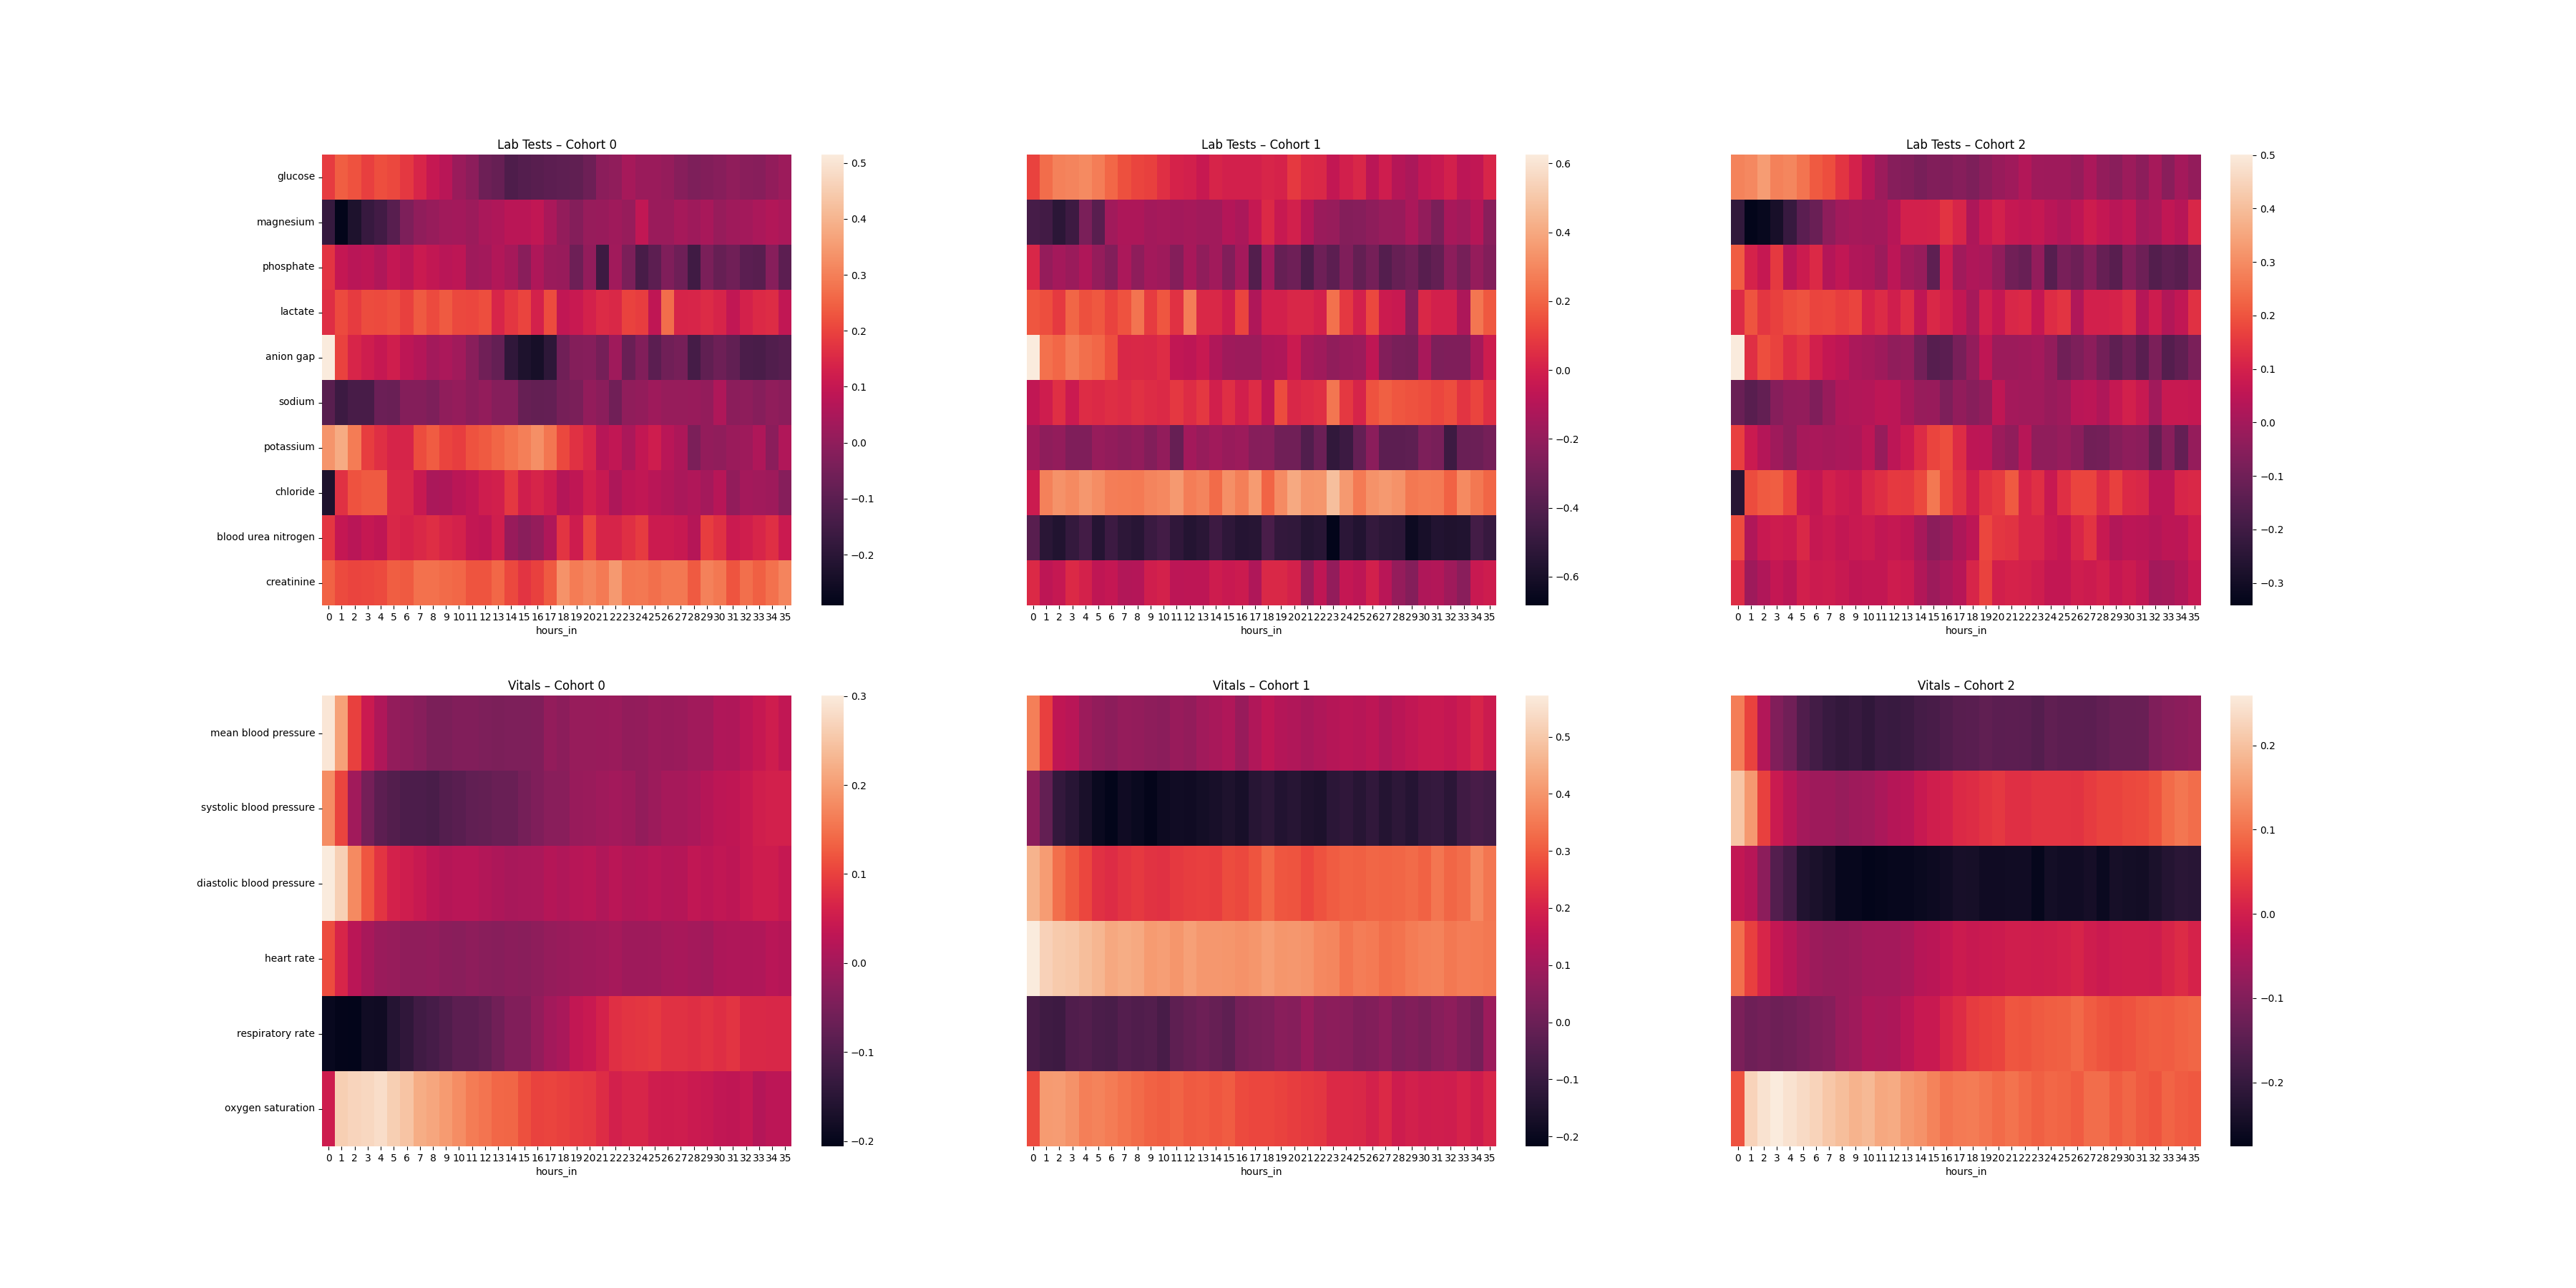 Lab Tests – Cohort 0
glucose
magnesium
phosphate
lactate
anion gap
sodium
potassium
chloride
blood urea nitrogen
creatinine
0 1 2 3 4 5 6 7 8 9 10 11 12 13 14 15 16 17 18 19 20 21 22 23 24 25 26 27 28 29 30 31 32 33 34 35
hours_in
0.5
0.4
0.3
0.2
0.1
0.0
−0.1
−0.2
Lab Tests – Cohort 1
0 1 2 3 4 5 6 7 8 9 10 11 12 13 14 15 16 17 18 19 20 21 22 23 24 25 26 27 28 29 30 31 32 33 34 35
hours_in
0.6
0.4
0.2
0.0
−0.2
−0.4
−0.6
Lab Tests – Cohort 2
0 1 2 3 4 5 6 7 8 9 10 11 12 13 14 15 16 17 18 19 20 21 22 23 24 25 26 27 28 29 30 31 32 33 34 35
hours_in
0.5
0.4
0.3
0.2
0.1
0.0
−0.1
−0.2
−0.3
Vitals – Cohort 0
mean blood pressure
systolic blood pressure
diastolic blood pressure
heart rate
respiratory rate
oxygen saturation
0 1 2 3 4 5 6 7 8 9 10 11 12 13 14 15 16 17 18 19 20 21 22 23 24 25 26 27 28 29 30 31 32 33 34 35
hours_in
0.3
0.2
0.1
0.0
−0.1
−0.2
Vitals – Cohort 1
0 1 2 3 4 5 6 7 8 9 10 11 12 13 14 15 16 17 18 19 20 21 22 23 24 25 26 27 28 29 30 31 32 33 34 35
hours_in
0.5
0.4
0.3
0.2
0.1
0.0
−0.1
−0.2
Vitals – Cohort 2
0 1 2 3 4 5 6 7 8 9 10 11 12 13 14 15 16 17 18 19 20 21 22 23 24 25 26 27 28 29 30 31 32 33 34 35
hours_in
0.2
0.1
0.0
−0.1
−0.2